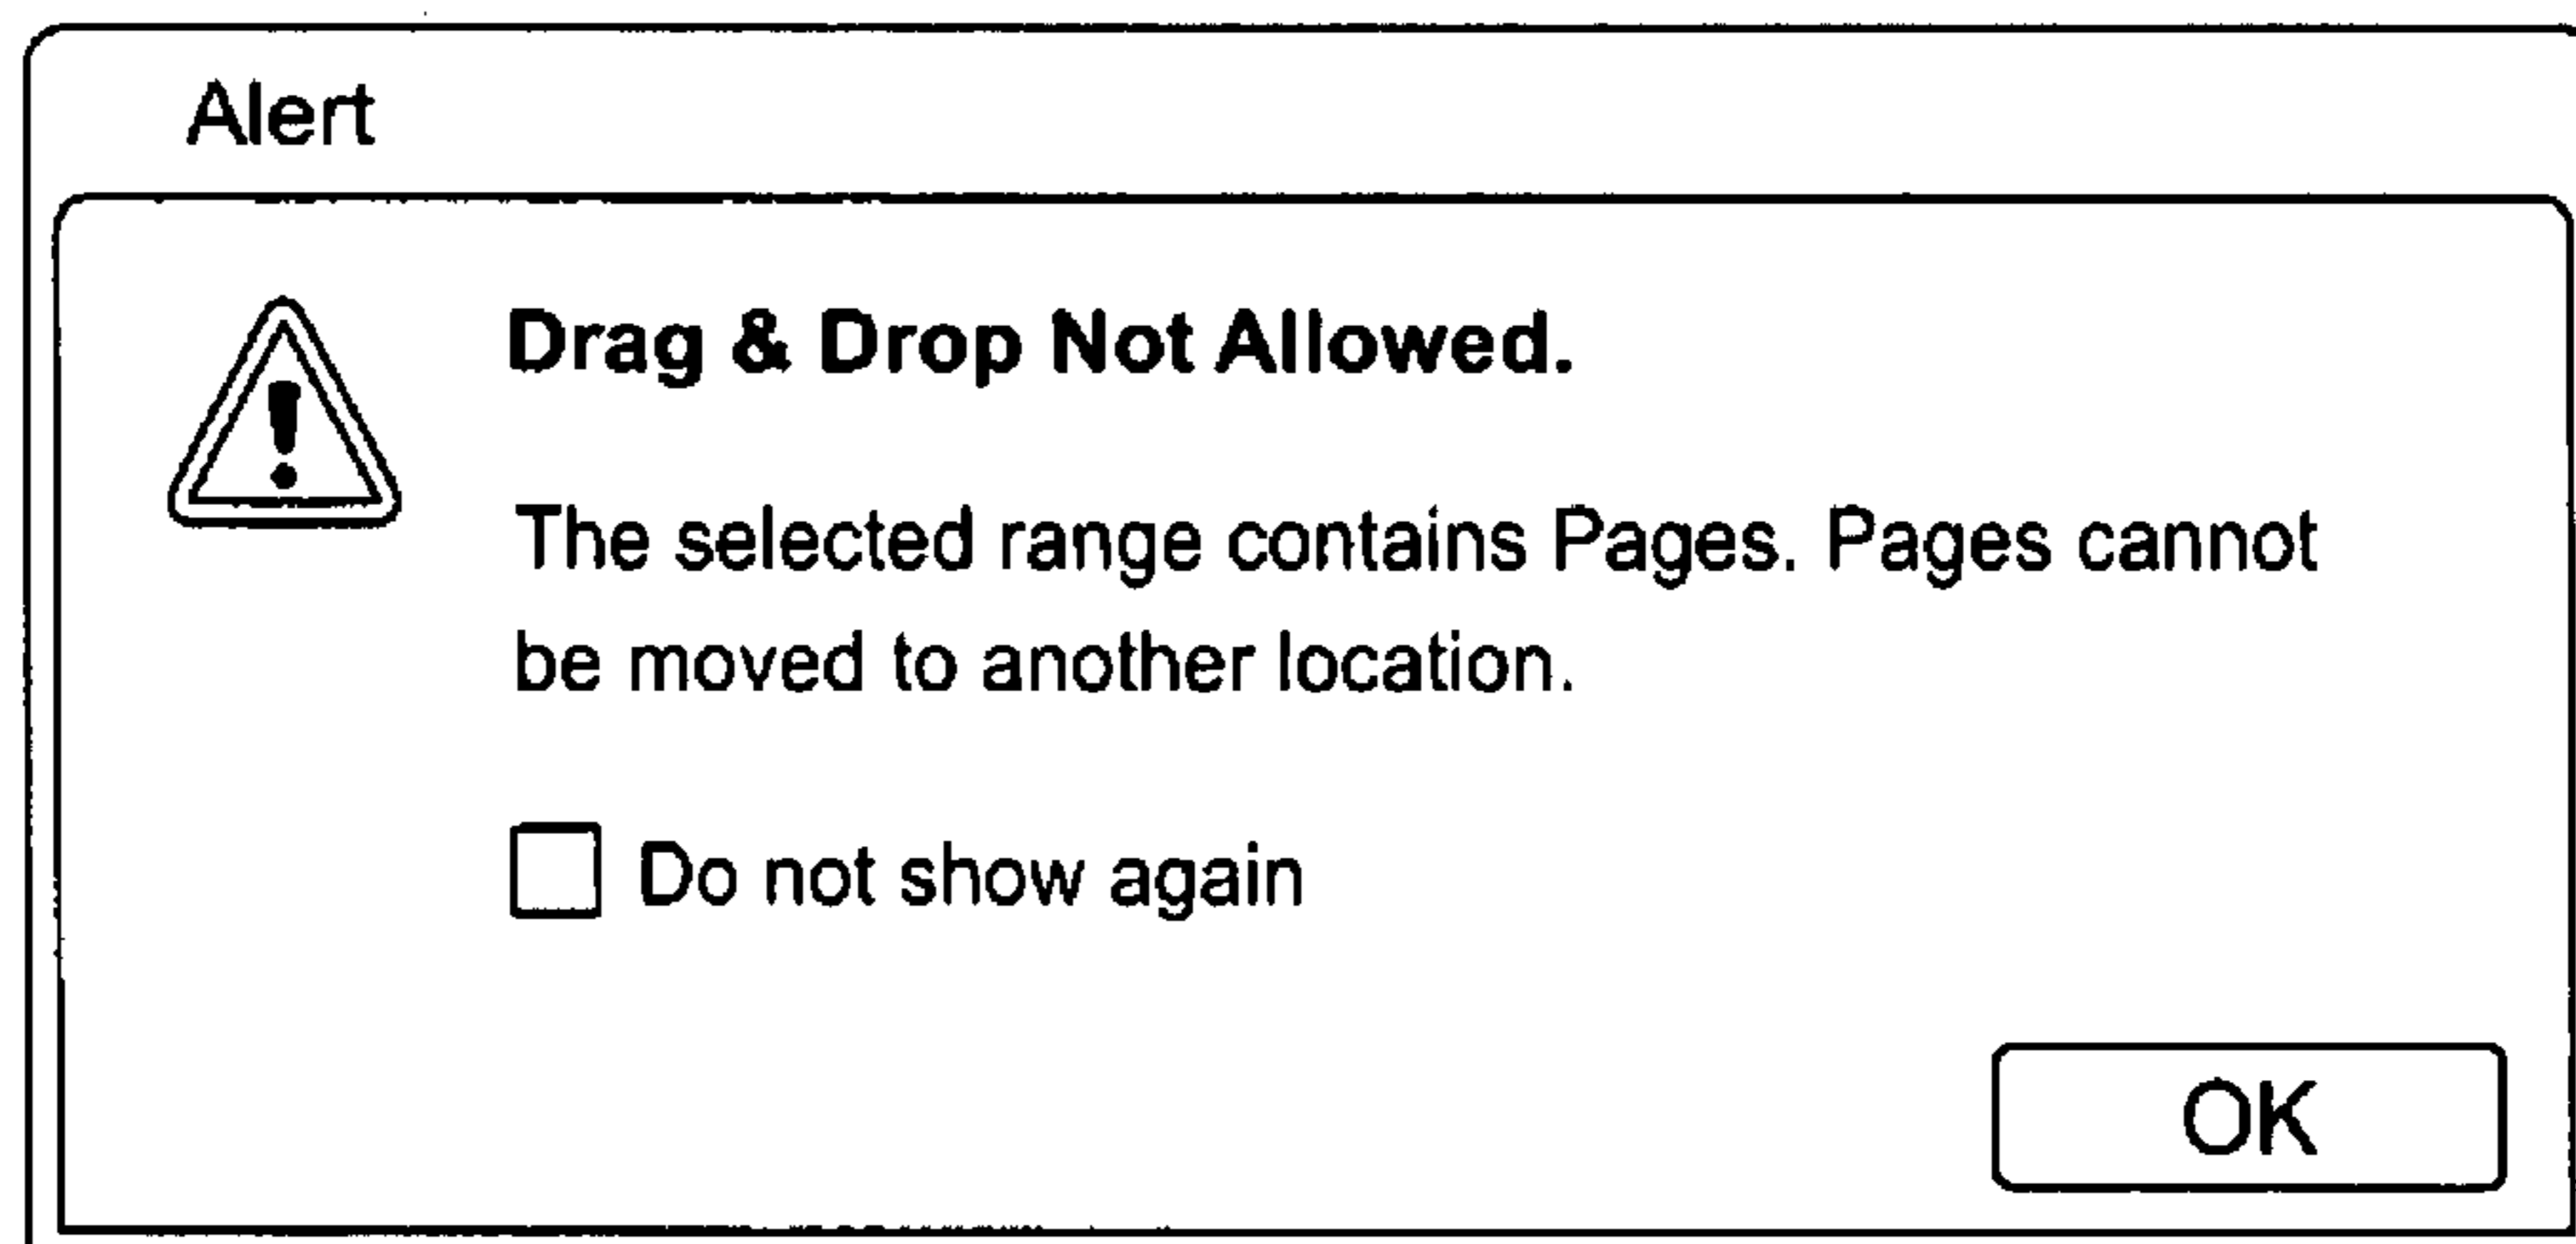 Alert
Drag & Drop Not Allowed.
The selected range contains Pages. Pages cannot
be moved to another location.
Do not show again
OK